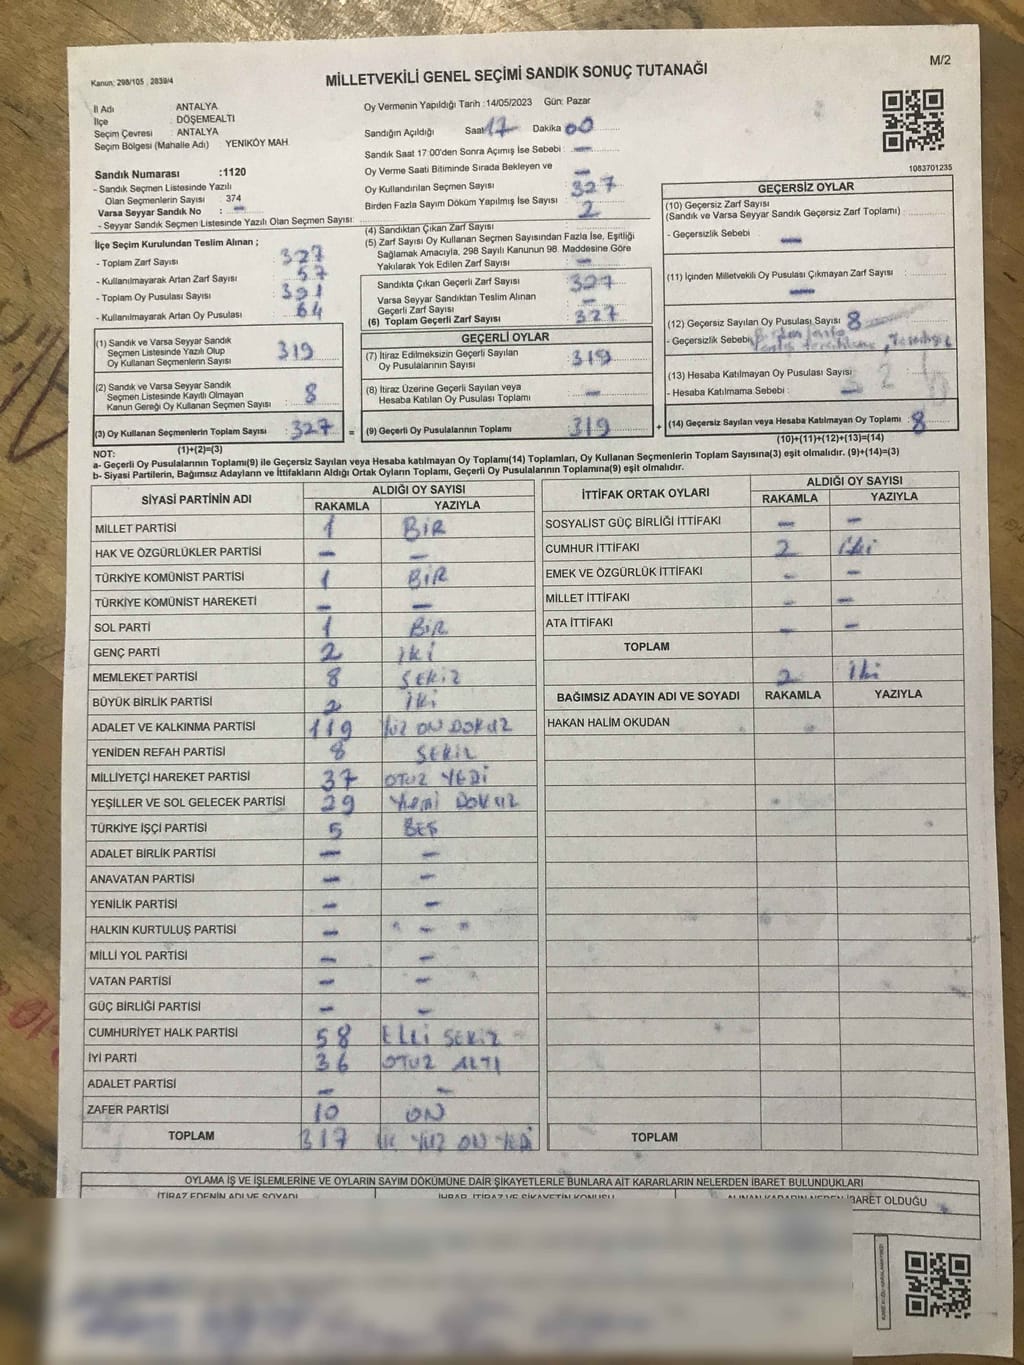 Kanun: 298/105 , 2839/4
MİLLETVEKİLİ GENEL SEÇİMİ SANDIK SONUÇ TUTANAĞI
M/2
İl Adı ANTALYA
İlçe : DÖŞEMEALTI
Seçim Çevresi : ANTALYA
Seçim Bölgesi (Mahalle Adı) YENİKÖY MAH.
Oy Vermenin Yapıldığı Tarih :14/05/2023 Gün: Pazar
Sandığın Açıldığı Saat 17 Dakika 00
Sandık Saat 17:00'den Sonra Açımış İse Sebebi : -
Oy Verme Saati Bitiminde Sırada Bekleyen ve
Oy Kullandırılan Seçmen Sayısı - 327
Birden Fazla Sayım Döküm Yapılmış İse Sayısı 2
1083701235
Sandık Numarası :1120
- Sandık Seçmen Listesinde Yazılı
Olan Seçmenlerin Sayısı 374
Varsa Seyyar Sandık No : -
- Seyyar Sandık Seçmen Listesinde Yazılı Olan Seçmen Sayısı:
İlçe Seçim Kurulundan Teslim Alınan ;
- Toplam Zarf Sayısı 327
- Kullanılmayarak Artan Zarf Sayısı : 57
- Toplam Oy Pusulası Sayısı : 391
- Kullanılmayarak Artan Oy Pusulası : 64
(1) Sandık ve Varsa Seyyar Sandık
Seçmen Listesinde Yazılı Olup
Oy Kullanan Seçmenlerin Sayısı : 319
(2) Sandık ve Varsa Seyyar Sandık
Seçmen Listesinde Kayıtlı Olmayan
Kanun Gereği Oy Kullanan Seçmen Sayısı : 8
(3) Oy Kullanan Seçmenlerin Toplam Sayısı : 327
(1)+(2)=(3)
(4) Sandıktan Çıkan Zarf Sayısı
(5) Zarf Sayısı Oy Kullanan Seçmen Sayısından Fazla İse, Eşitliği
Sağlamak Amacıyla, 298 Sayılı Kanunun 98. Maddesine Göre
Yakılarak Yok Edilen Zarf Sayısı : -
Sandıkta Çıkan Geçerli Zarf Sayısı 327
Varsa Seyyar Sandıktan Teslim Alınan
Geçerli Zarf Sayısı : -
(6) Toplam Geçerli Zarf Sayısı 327
GEÇERLİ OYLAR
(7) İtiraz Edilmeksizin Geçerli Sayılan
Oy Pusulalarının Sayısı : 319
(8) İtiraz Üzerine Geçerli Sayılan veya
Hesaba Katılan Oy Pusulası Toplamı : -
= (9) Geçerli Oy Pusulalarının Toplamı : 319
GEÇERSİZ OYLAR
(10) Geçersiz Zarf Sayısı
(Sandık ve Varsa Seyyar Sandık Geçersiz Zarf Toplamı) :
- Geçersizlik Sebebi -
(11) İçinden Milletvekili Oy Pusulası Çıkmayan Zarf Sayısı :
-
(12) Geçersiz Sayılan Oy Pusulası Sayısı : 8
- Geçersizlik Sebebi
(13) Hesaba Katılmayan Oy Pusulası Sayısı :
- Hesaba Katılmama Sebebi :
+ (14) Geçersiz Sayılan veya Hesaba Katılmayan Oy Toplamı : 8
(10)+(11)+(12)+(13)=(14)
NOT:
a- Geçerli Oy Pusulalarının Toplamı(9) ile Geçersiz Sayılan veya Hesaba katılmayan Oy Toplamı(14) Toplamları, Oy Kullanan Seçmenlerin Toplam Sayısına(3) eşit olmalıdır. (9)+(14)=(3)
b- Siyasi Partilerin, Bağımsız Adayların ve İttifakların Aldığı Ortak Oyların Toplamı, Geçerli Oy Pusulalarının Toplamına(9) eşit olmalıdır.
SİYASİ PARTİNİN ADI ALDIĞI OY SAYISI
RAKAMLA YAZIYLA
MİLLET PARTİSİ 1 BİR
HAK VE ÖZGÜRLÜKLER PARTİSİ - -
TÜRKİYE KOMÜNİST PARTİSİ 1 BİR
TÜRKİYE KOMÜNİST HAREKETİ - -
SOL PARTİ 1 BİR
GENÇ PARTİ 2 İKİ
MEMLEKET PARTİSİ 8 SEKİZ
BÜYÜK BİRLİK PARTİSİ 2 İKi
ADALET VE KALKINMA PARTİSİ 119 YÜZ ON DOKUZ
YENİDEN REFAH PARTİSİ 8 SEKİZ
MİLLİYETÇİ HAREKET PARTİSİ 37 OTUZ YEDİ
YEŞİLLER VE SOL GELECEK PARTİSİ 29 Yirmi DOKUZ
TÜRKİYE İŞÇİ PARTİSİ 5 BEŞ
ADALET BİRLİK PARTİSİ - -
ANAVATAN PARTİSİ - -
YENİLİK PARTİSİ - -
HALKIN KURTULUŞ PARTİSİ - -
MİLLİ YOL PARTİSİ - -
VATAN PARTİSİ - -
GÜÇ BİRLİĞİ PARTİSİ - -
CUMHURİYET HALK PARTİSİ 58 ELLİ SEKİZ
İYİ PARTİ 36 OTUZ ALTI
ADALET PARTİSİ - -
ZAFER PARTİSİ 10 ON
TOPLAM 317 ÜÇ YÜZ ON YEDİ
İTTİFAK ORTAK OYLARI ALDIĞI OY SAYISI
RAKAMLA YAZIYLA
SOSYALİST GÜÇ BİRLİĞİ İTTİFAKI - -
CUMHUR İTTİFAKI 2 iki
EMEK VE ÖZGÜRLÜK İTTİFAKI - -
MİLLET İTTİFAKI - -
ATA İTTİFAKI - -
TOPLAM 2 iki
BAĞIMSIZ ADAYIN ADI VE SOYADI RAKAMLA YAZIYLA
HAKAN HALİM OKUDAN
TOPLAM
OYLAMA İŞ VE İŞLEMLERİNE VE OYLARIN SAYIM DÖKÜMÜNE DAİR ŞİKAYETLERLE BUNLARA AİT KARARLARIN NELERDEN İBARET BULUNDUKLARI
İTİRAZ EDENİN ADI VE SOYADI İHBAR, İTİRAZ VE ŞİKAYETİN KONUSU ALINAN KARARIN NEDEN İBARET OLDUĞU